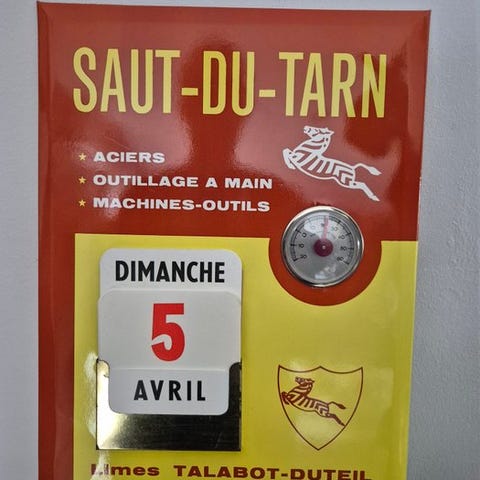 SAUT-DU-TARN
★ ACIERS
★ OUTILLAGE A MAIN
★ MACHINES-OUTILS
DIMANCHE
5
AVRIL
Limes TALABOT-DUTEIL